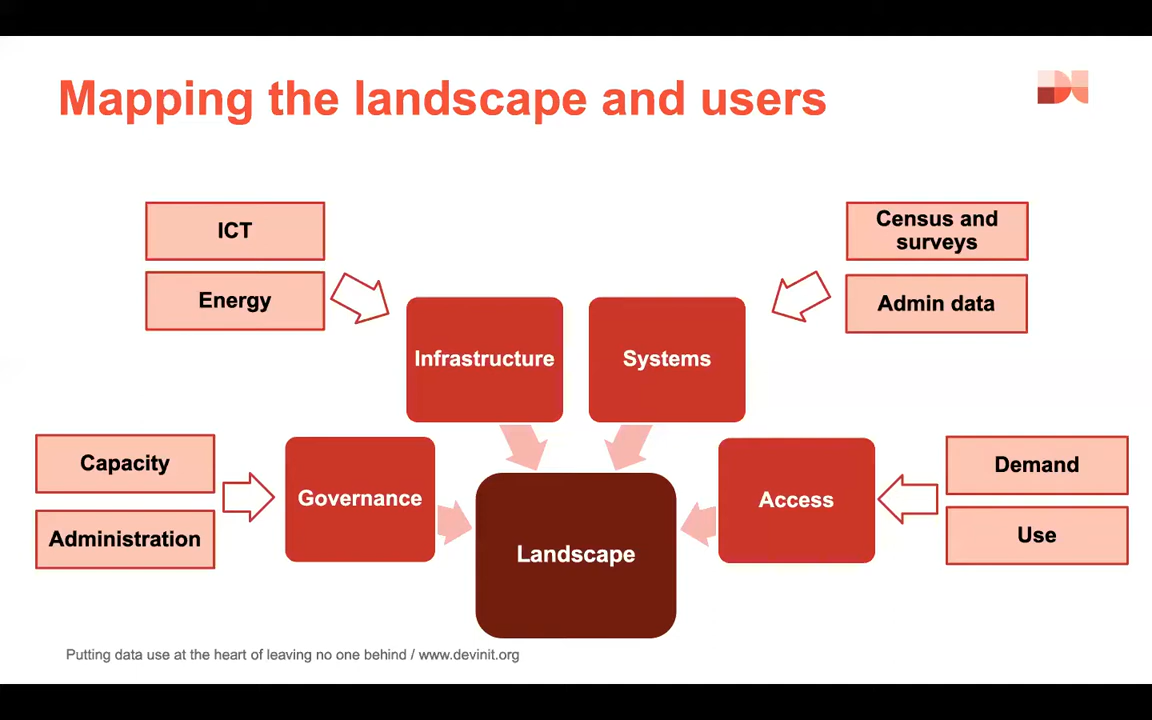 Mapping the landscape and users
ICT
Energy
Census and
surveys
Admin data
Infrastructure
Systems
Capacity
Administration
Governance
Landscape
Access
Demand
Use
Putting data use at the heart of leaving no one behind / www.devinit.org